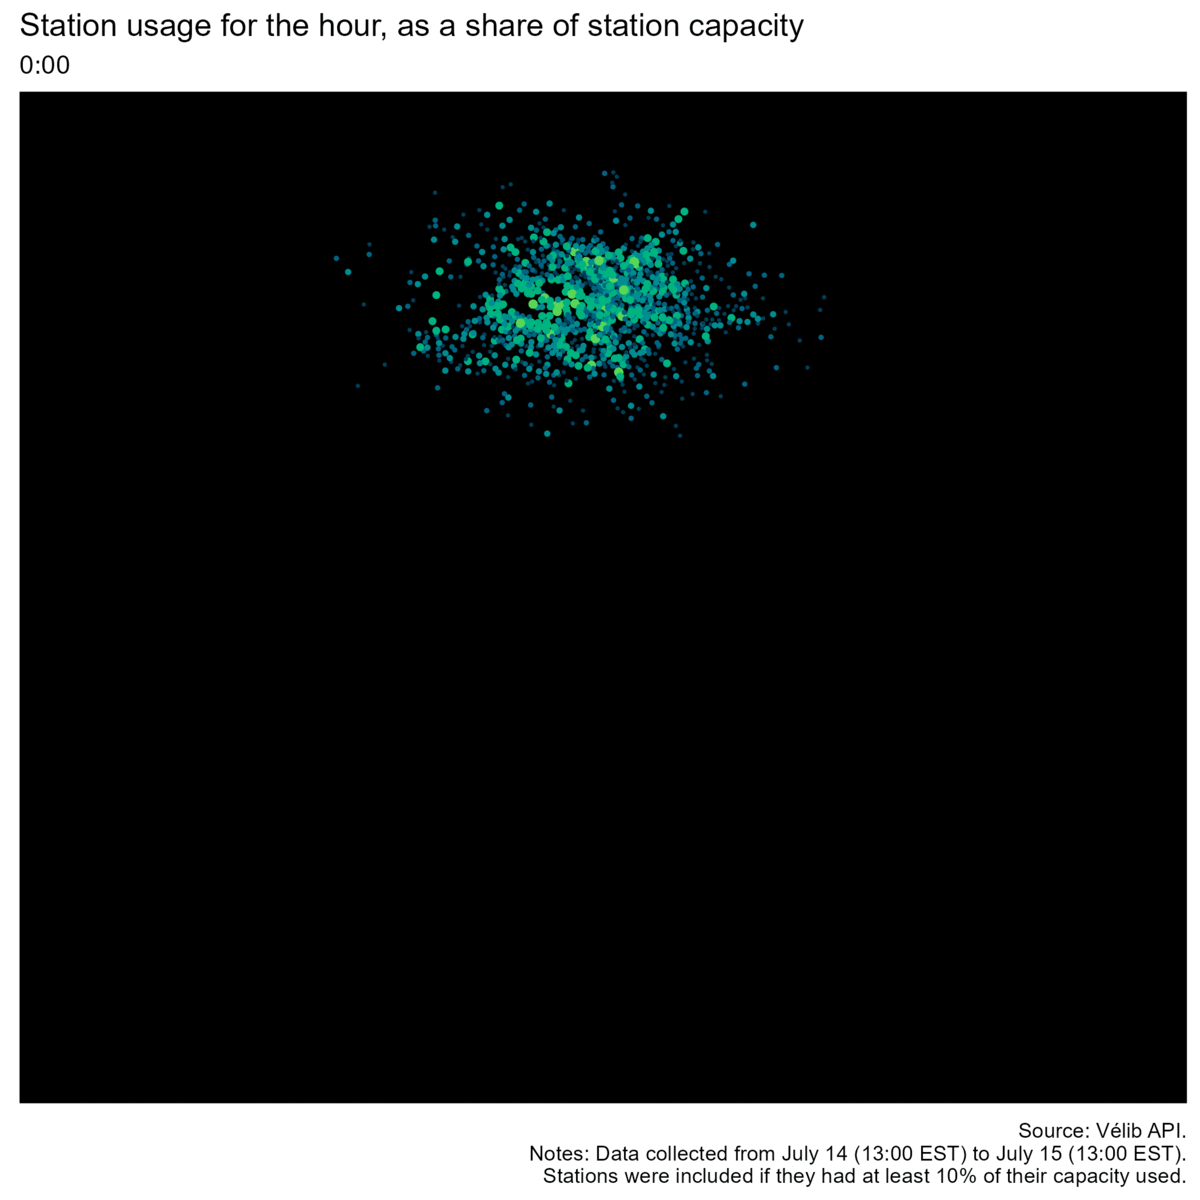 Station usage for the hour, as a share of station capacity
0:00
Source: Vélib API.
Notes: Data collected from July 14 (13:00 EST) to July 15 (13:00 EST).
Stations were included if they had at least 10% of their capacity used.